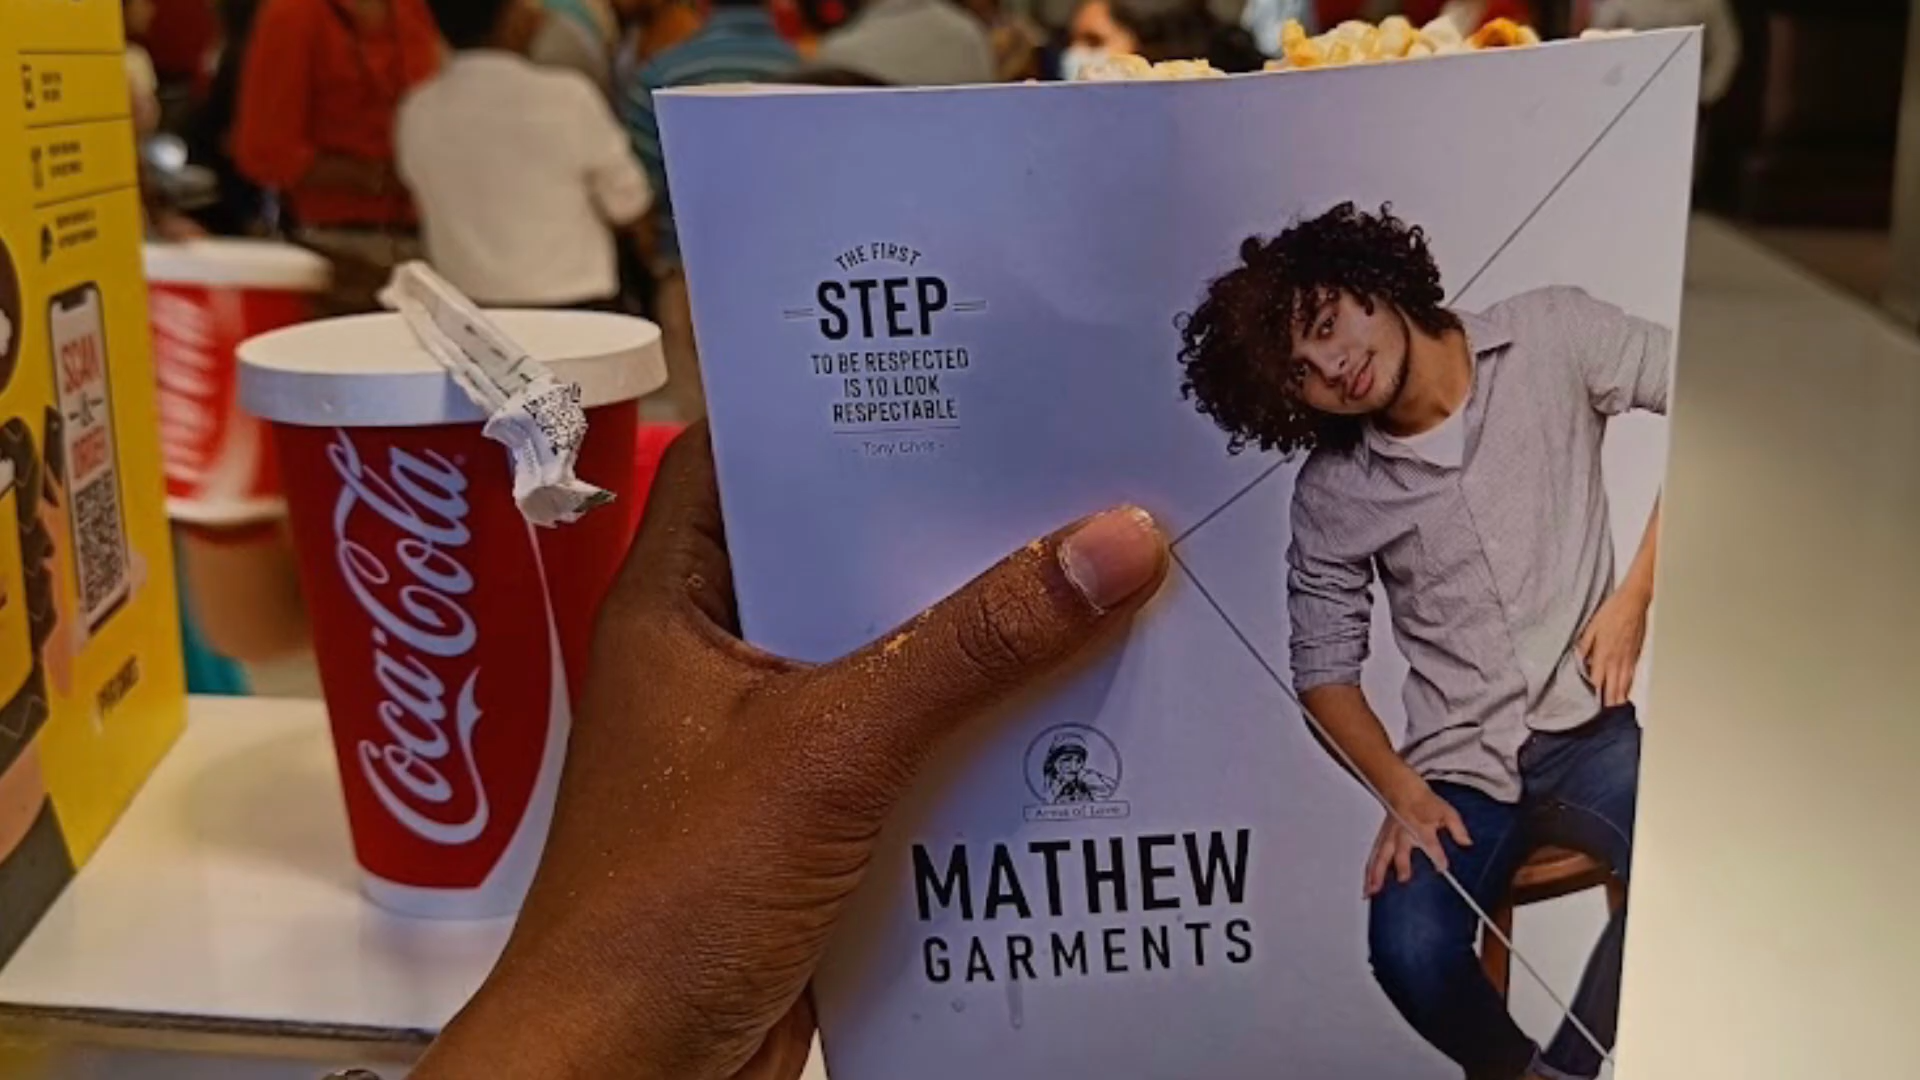 THE FIRST
STEP
TO BE RESPECTED
IS TO LOOK
RESPECTABLE
- Tony Chris -
Arms of Love
MATHEW
GARMENTS
Coca-Cola
SCAN
&